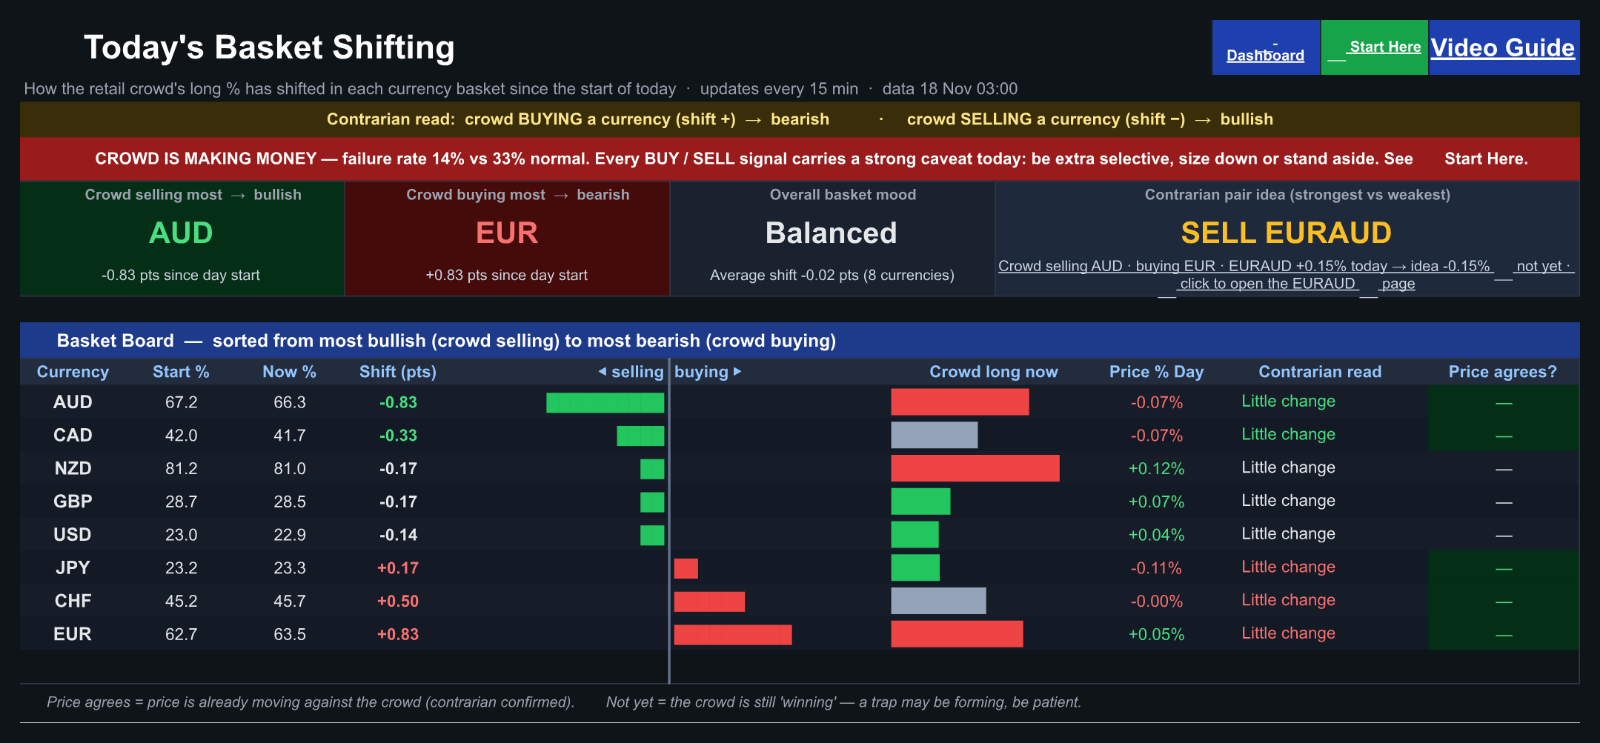 Today's Basket Shifting
Dashboard
Start Here
Video Guide
How the retail crowd's long % has shifted in each currency basket since the start of today · updates every 15 min · data 18 Nov 03:00
Contrarian read: crowd BUYING a currency (shift +) → bearish · crowd SELLING a currency (shift −) → bullish
CROWD IS MAKING MONEY — failure rate 14% vs 33% normal. Every BUY / SELL signal carries a strong caveat today: be extra selective, size down or stand aside. See Start Here.
Crowd selling most → bullish
AUD
-0.83 pts since day start
Crowd buying most → bearish
EUR
+0.83 pts since day start
Overall basket mood
Balanced
Average shift -0.02 pts (8 currencies)
Contrarian pair idea (strongest vs weakest)
SELL EURAUD
Crowd selling AUD · buying EUR · EURAUD +0.15% today → idea -0.15% not yet ·
click to open the EURAUD page
Basket Board — sorted from most bullish (crowd selling) to most bearish (crowd buying)
Currency Start % Now % Shift (pts) ◂ selling buying ▸ Crowd long now Price % Day Contrarian read Price agrees?
AUD 67.2 66.3 -0.83 -0.07% Little change —
CAD 42.0 41.7 -0.33 -0.07% Little change —
NZD 81.2 81.0 -0.17 +0.12% Little change —
GBP 28.7 28.5 -0.17 +0.07% Little change —
USD 23.0 22.9 -0.14 +0.04% Little change —
JPY 23.2 23.3 +0.17 -0.11% Little change —
CHF 45.2 45.7 +0.50 -0.00% Little change —
EUR 62.7 63.5 +0.83 +0.05% Little change —
Price agrees = price is already moving against the crowd (contrarian confirmed). Not yet = the crowd is still 'winning' — a trap may be forming, be patient.